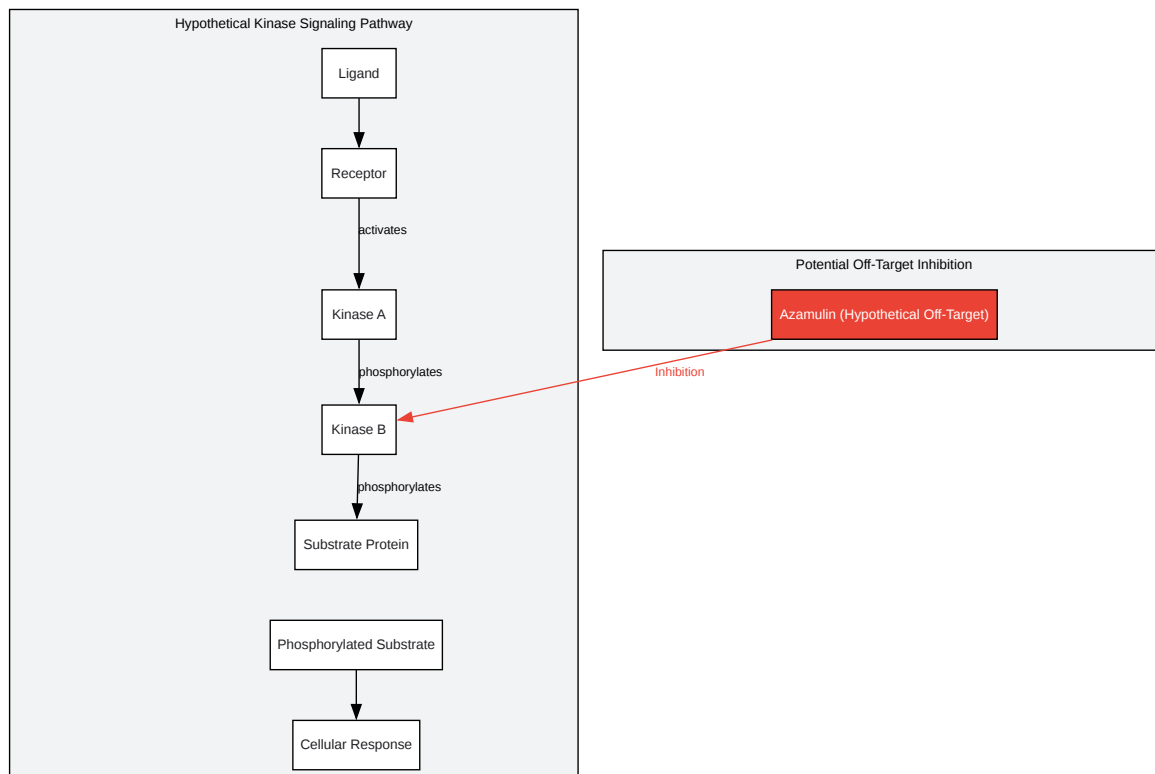 Hypothetical Kinase Signaling Pathway
Ligand
Receptor
activates
Potential Off-Target Inhibition
Kinase A
Azamulin (Hypothetical Off-Target)
phosphorylates
Inhibition
Kinase B
phosphorylates
Substrate Protein
Phosphorylated Substrate
Cellular Response